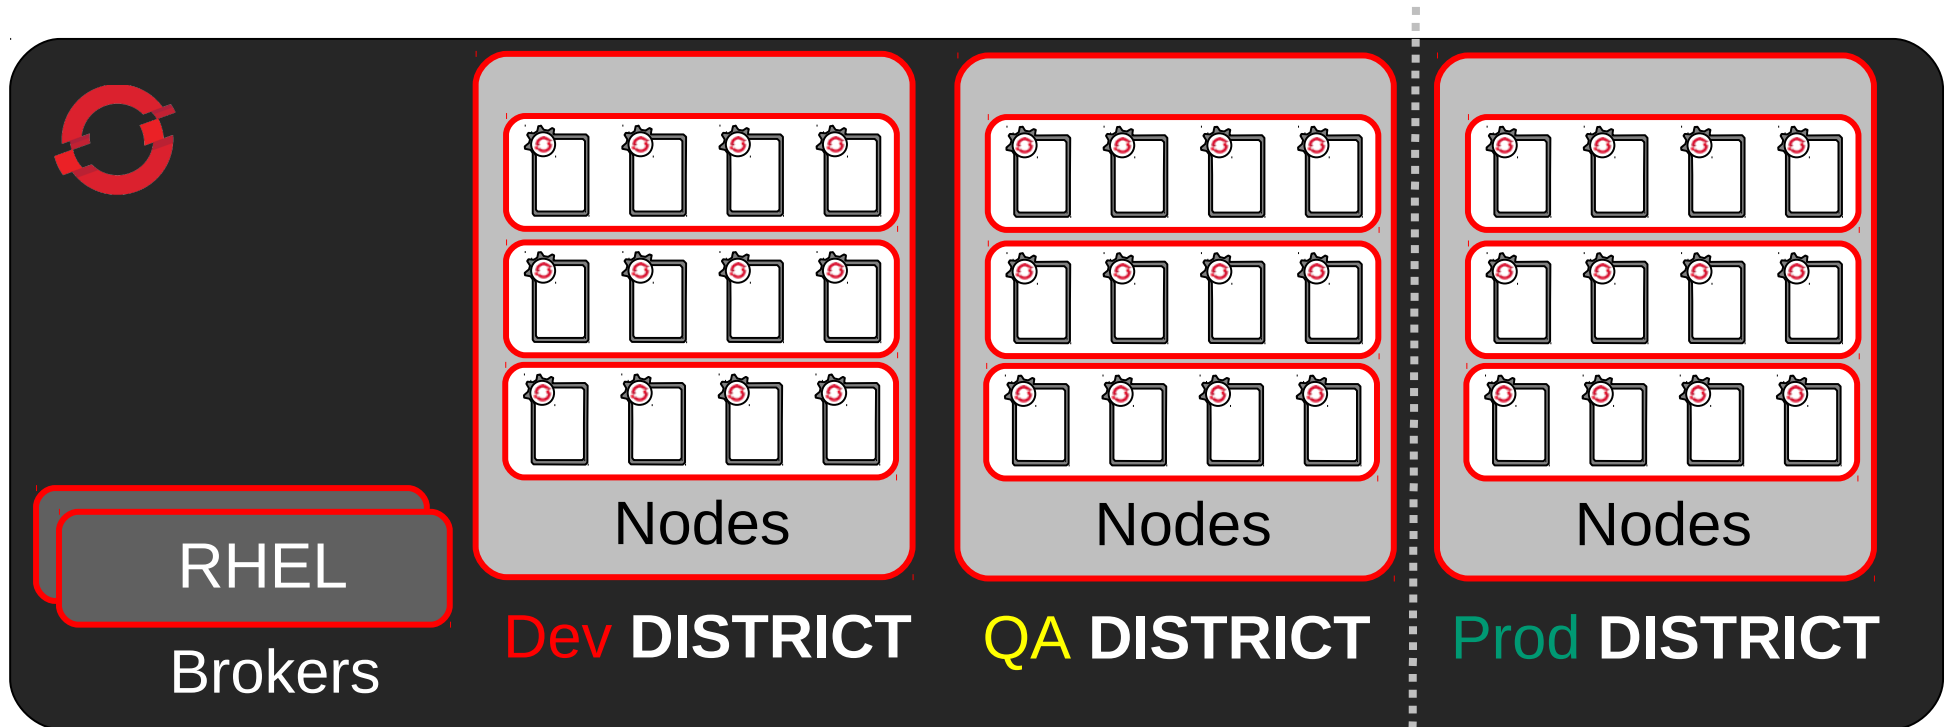 Nodes
Nodes
Nodes
RHEL
Brokers
Dev DISTRICT
QA DISTRICT
Prod DISTRICT